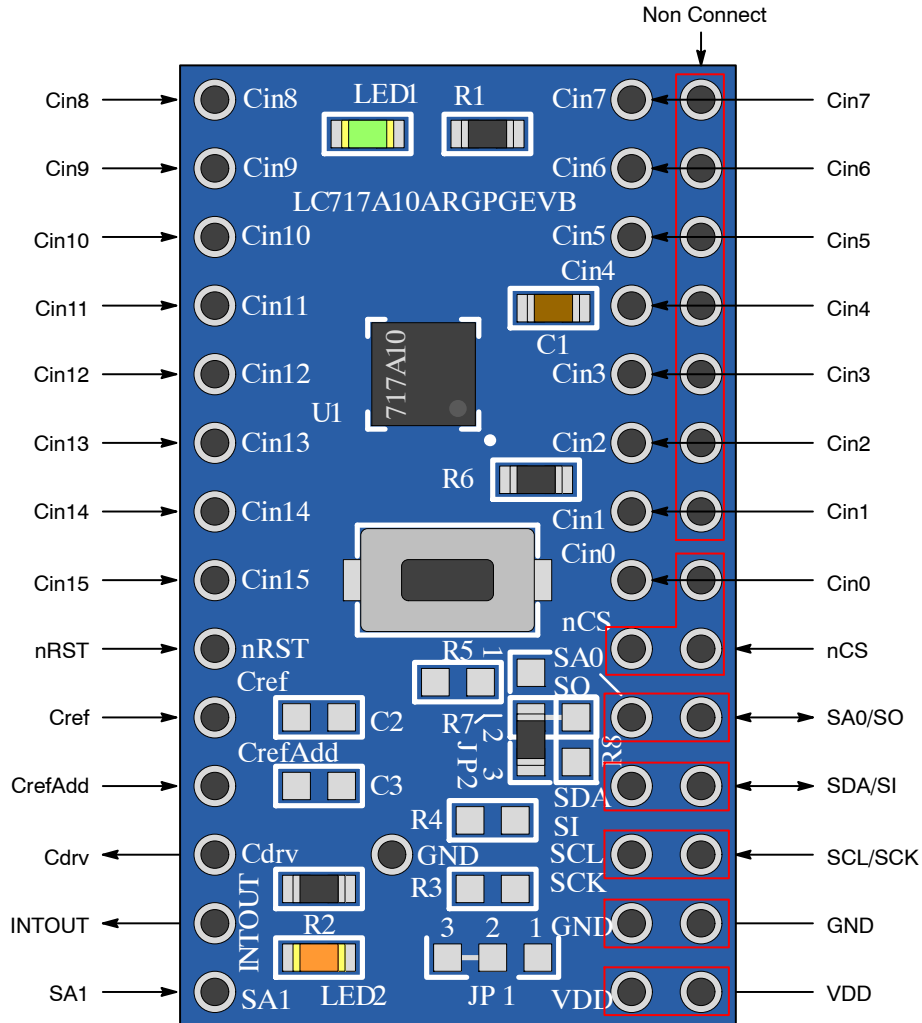 Non Connect
Cin8 Cin8 LED1 R1 Cin7 Cin7
Cin9 Cin9 Cin6 Cin6
LC717A10ARGPGEVB
Cin10 Cin10 Cin5 Cin5
Cin4
Cin11 Cin11 Cin4
C1
717A10
Cin12 Cin12 Cin3 Cin3
U1
Cin13 Cin13 Cin2 Cin2
R6
Cin14 Cin14 Cin1 Cin1
Cin0
Cin15 Cin15 Cin0
nCS
nRST nRST R5 1 SA0 nCS
Cref SO
Cref C2 R7 2 SA0/SO
CrefAdd JP2 3 R8
CrefAdd C3 SDA SDA/SI
R4 SI
Cdrv Cdrv GND SCL SCL/SCK
R3 SCK
INTOUT INTOUT R2 3 2 1 GND GND
SA1 SA1 LED2 JP1 VDD VDD